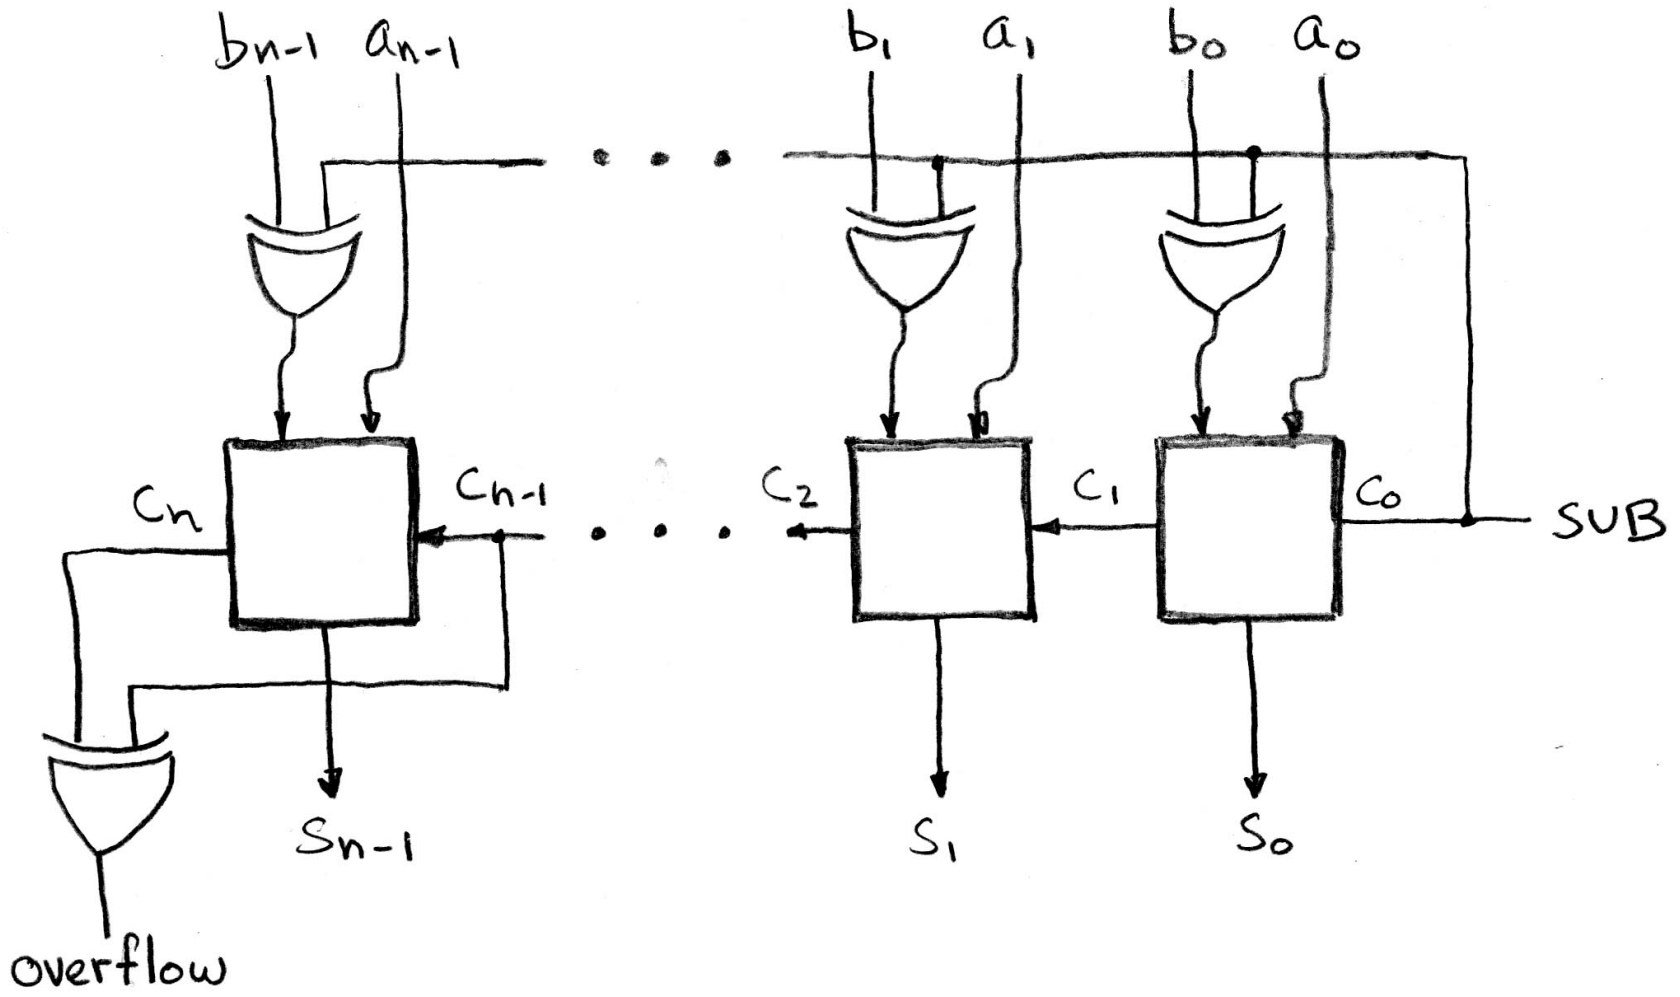 bn-1 an-1 b1 a1 b0 a0
Cn Cn-1 C2 C1 C0 SUB
Sn-1 S1 S0
overflow